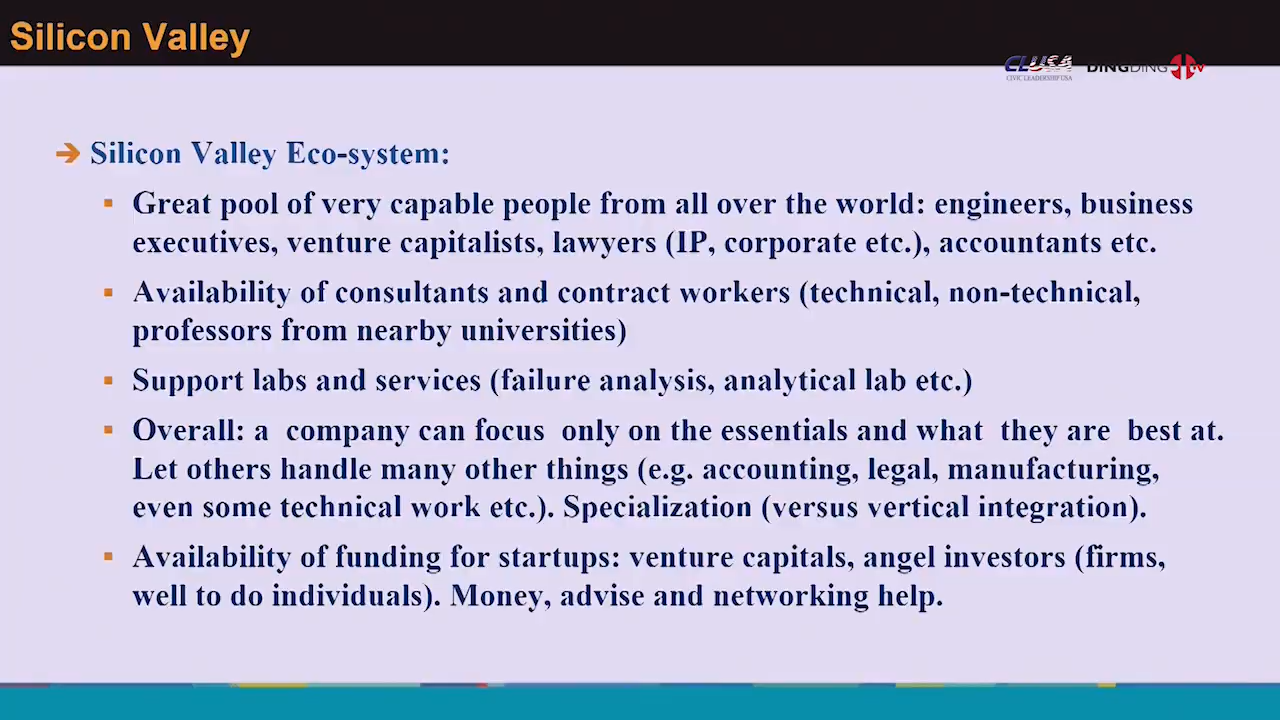 Silicon Valley
CLUSA
CIVIC LEADERSHIP USA
DINGDING TV
Silicon Valley Eco-system:
Great pool of very capable people from all over the world: engineers, business
executives, venture capitalists, lawyers (IP, corporate etc.), accountants etc.
Availability of consultants and contract workers (technical, non-technical,
professors from nearby universities)
Support labs and services (failure analysis, analytical lab etc.)
Overall: a company can focus only on the essentials and what they are best at.
Let others handle many other things (e.g. accounting, legal, manufacturing,
even some technical work etc.). Specialization (versus vertical integration).
Availability of funding for startups: venture capitals, angel investors (firms,
well to do individuals). Money, advise and networking help.